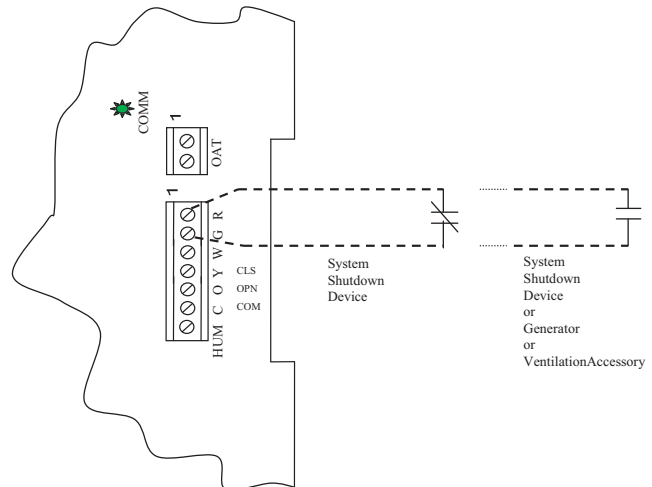 COMM
1
OAT
1
R
G
W
Y
O
C
HUM
CLS
OPN
COM
System
Shutdown
Device
System
Shutdown
Device
or
Generator
or
VentilationAccessory